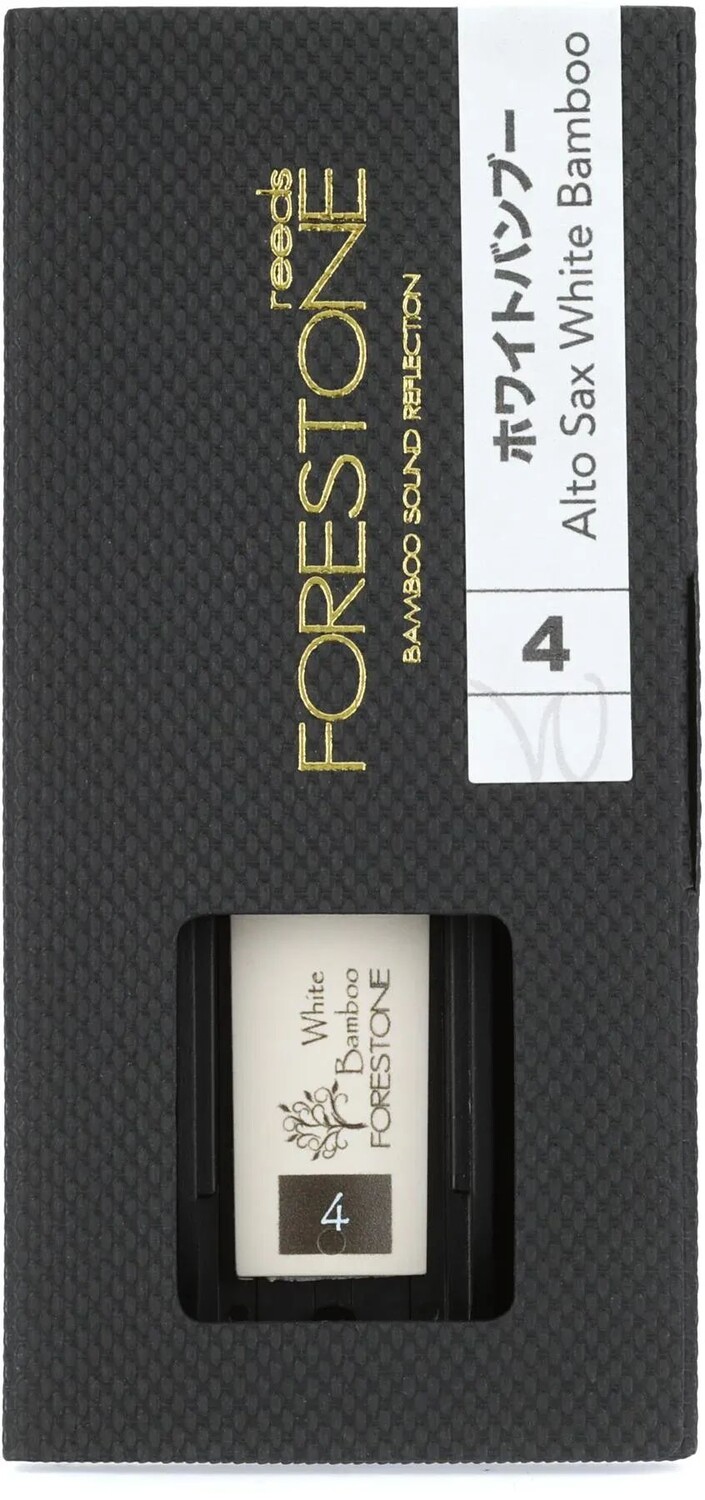 reeds
FORESTONE
BAMBOO SOUND REFLECTION
ホワイトバンブー
Alto Sax White Bamboo
4
W
White
Bamboo
FORESTONE
4